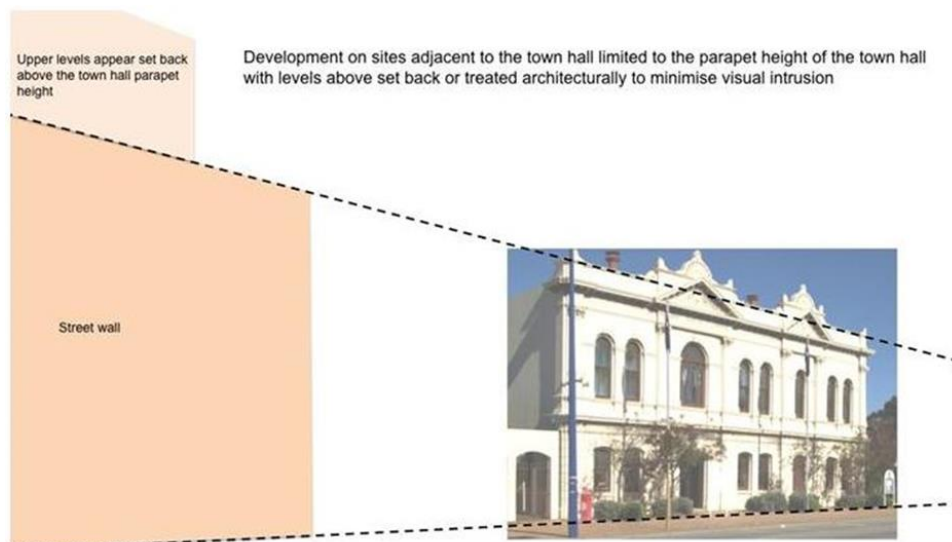 Upper levels appear set back
above the town hall parapet
height
Development on sites adjacent to the town hall limited to the parapet height of the town hall
with levels above set back or treated architecturally to minimise visual intrusion
Street wall